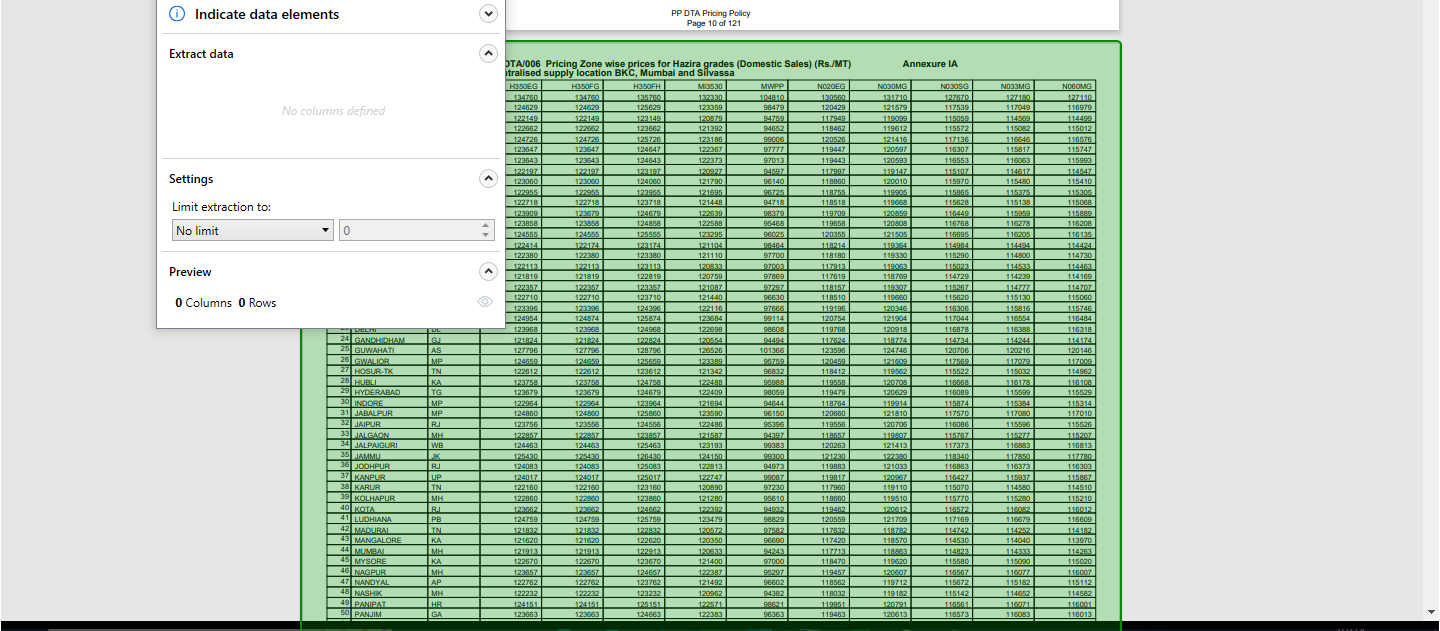 Indicate data elements
PP DTA Pricing Policy
Page 10 of 121
Extract data
No columns defined
Settings
Limit extraction to:
No limit 0
Preview
0 Columns 0 Rows
DTA/006 Pricing Zone wise prices for Hazira grades (Domestic Sales) (Rs./MT) Annexure IA
ntralised supply location BKC, Mumbai and Silvassa
H350EG H350FG H350FH MI3530 MWPP N020EG N030MG N030SG N033MG N060MG
134760 134760 135760 132330 104810 130560 131710 127670 127180 127110
124629 124629 125629 123359 98479 120429 121579 117539 117049 116979
122149 122149 123149 120879 94759 117949 119099 115059 114569 114499
122662 122662 123662 121392 94652 118462 119612 115572 115082 115012
124726 124726 125726 123186 99006 120526 121416 117136 116646 116576
123647 123647 124647 122367 97777 119447 120597 116307 115817 115747
123643 123643 124643 122373 97013 119443 120593 116553 116063 115993
122197 122197 123197 120927 94597 117997 119147 115107 114617 114547
123060 123060 124060 121790 96140 118860 120010 115970 115480 115410
122955 122955 123955 121695 96725 118755 119905 115865 115375 115305
122718 122718 123718 121448 94718 118518 119668 115628 115138 115068
123909 123679 124679 122639 98379 119709 120859 116449 115959 115889
123858 123858 124858 122588 95468 119658 120808 116768 116278 116208
124555 124555 125555 123295 96025 120355 121505 116695 116205 116135
122414 122174 123174 121104 98464 118214 119364 114984 114494 114424
122380 122380 123380 121110 97700 118180 119330 115290 114800 114730
122113 122113 123113 120833 97003 117913 119063 115023 114533 114463
121819 121819 122819 120759 97869 117619 118769 114729 114239 114169
122357 122357 123357 121087 97297 118157 119307 115267 114777 114707
122710 122710 123710 121440 96630 118510 119660 115620 115130 115060
123396 123396 124396 122116 97666 119196 120346 116306 115816 115746
124954 124874 125874 123684 99114 120754 121904 117044 116554 116484
DELHI DL 123968 123968 124968 122698 98608 119768 120918 116878 116388 116318
24 GANDHIDHAM GJ 121824 121824 122824 120554 94494 117624 118774 114734 114244 114174
25 GUWAHATI AS 127796 127796 128796 126526 101366 123596 124746 120706 120216 120146
26 GWALIOR MP 124659 124659 125659 123389 95759 120459 121609 117569 117079 117009
27 HOSUR-TK TN 122612 122612 123612 121342 96832 118412 119562 115522 115032 114962
28 HUBLI KA 123758 123758 124758 122488 95988 119558 120708 116668 116178 116108
29 HYDERABAD TG 123679 123679 124679 122409 98059 119479 120629 116089 115599 115529
30 INDORE MP 122964 122964 123964 121694 94644 118764 119914 115874 115384 115314
31 JABALPUR MP 124860 124860 125860 123590 96150 120660 121810 117570 117080 117010
32 JAIPUR RJ 123756 123556 124556 122486 95396 119556 120706 116086 115596 115526
33 JALGAON MH 122857 122857 123857 121587 94397 118657 119807 115767 115277 115207
34 JALPAIGURI WB 124463 124463 125463 123193 99383 120263 121413 117373 116883 116813
35 JAMMU JK 125430 125430 126430 124150 99300 121230 122380 118340 117850 117780
36 JODHPUR RJ 124083 124083 125083 122813 94973 119883 121033 116863 116373 116303
37 KANPUR UP 124017 124017 125017 122747 99087 119817 120967 116427 115937 115867
38 KARUR TN 122160 122160 123160 120890 97230 117960 119110 115070 114580 114510
39 KOLHAPUR MH 122860 122860 123860 121280 95610 118660 119510 115770 115280 115210
40 KOTA RJ 123662 123662 124662 122392 94932 119462 120612 116572 116082 116012
41 LUDHIANA PB 124759 124759 125759 123479 98829 120559 121709 117169 116679 116609
42 MADURAI TN 121832 121832 122832 120572 97582 117632 118782 114742 114252 114182
43 MANGALORE KA 121620 121620 122620 120350 96690 117420 118570 114530 114040 113970
44 MUMBAI MH 121913 121913 122913 120633 94243 117713 118863 114823 114333 114263
45 MYSORE KA 122670 122670 123670 121400 97000 118470 119620 115580 115090 115020
46 NAGPUR MH 123657 123657 124657 122387 95297 119457 120607 116567 116077 116007
47 NANDYAL AP 122762 122762 123762 121492 96602 118562 119712 115672 115182 115112
48 NASHIK MH 122232 122232 123232 120962 94382 118032 119182 115142 114652 114582
49 PANIPAT HR 124151 124151 125151 122571 98621 119951 120791 116561 116071 116001
50 PANJIM GA 123663 123663 124663 122383 96363 119463 120613 116573 116083 116013